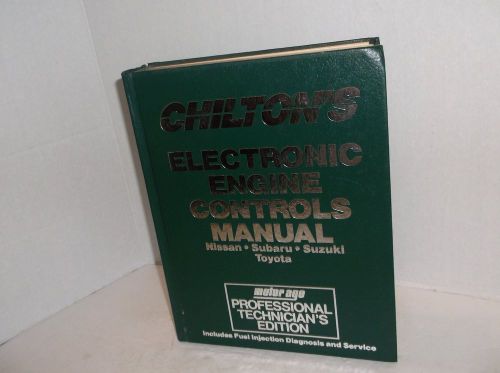 CHILTON'S
ELECTRONIC
ENGINE
CONTROLS
MANUAL
Nissan • Subaru • Suzuki
Toyota
motor age
PROFESSIONAL
TECHNICIAN'S
EDITION
Includes Fuel Injection Diagnosis and Service